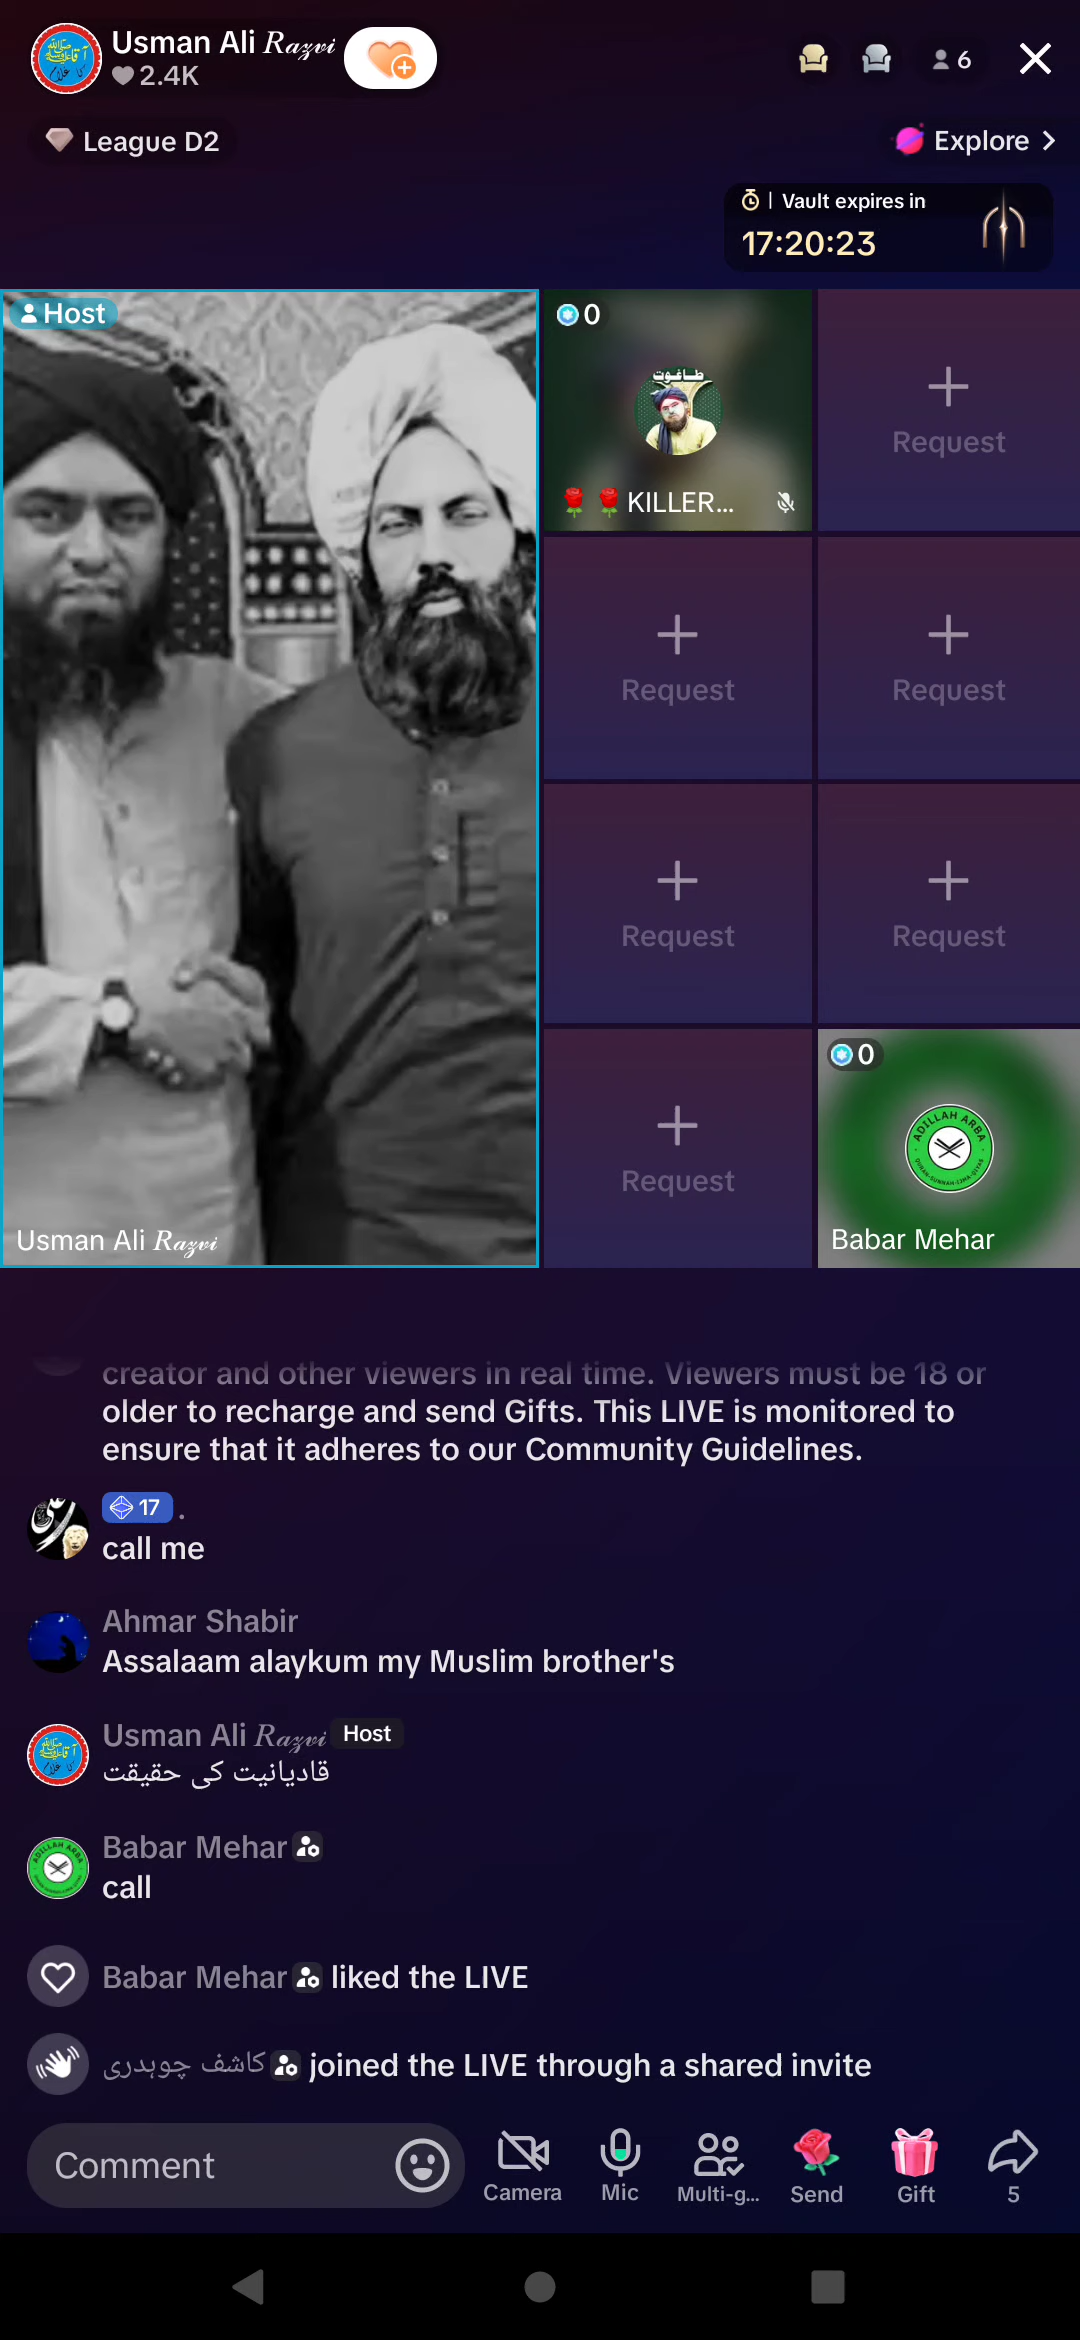 Usman Ali Razvi
2.4K
6
League D2
Explore
Vault expires in
17:20:23
Host
0
طاغوت
KILLER...
Request
Request
Request
Request
Request
Request
0
ADILLAH ARBA
Usman Ali Razvi
Babar Mehar
creator and other viewers in real time. Viewers must be 18 or
older to recharge and send Gifts. This LIVE is monitored to
ensure that it adheres to our Community Guidelines.
17 .
call me
Ahmar Shabir
Assalaam alaykum my Muslim brother's
Usman Ali Razvi Host
قادیانیت کی حقیقت
Babar Mehar
call
Babar Mehar liked the LIVE
کاشف چوہدری joined the LIVE through a shared invite
Comment
Camera
Mic
Multi-g...
Send
Gift
5